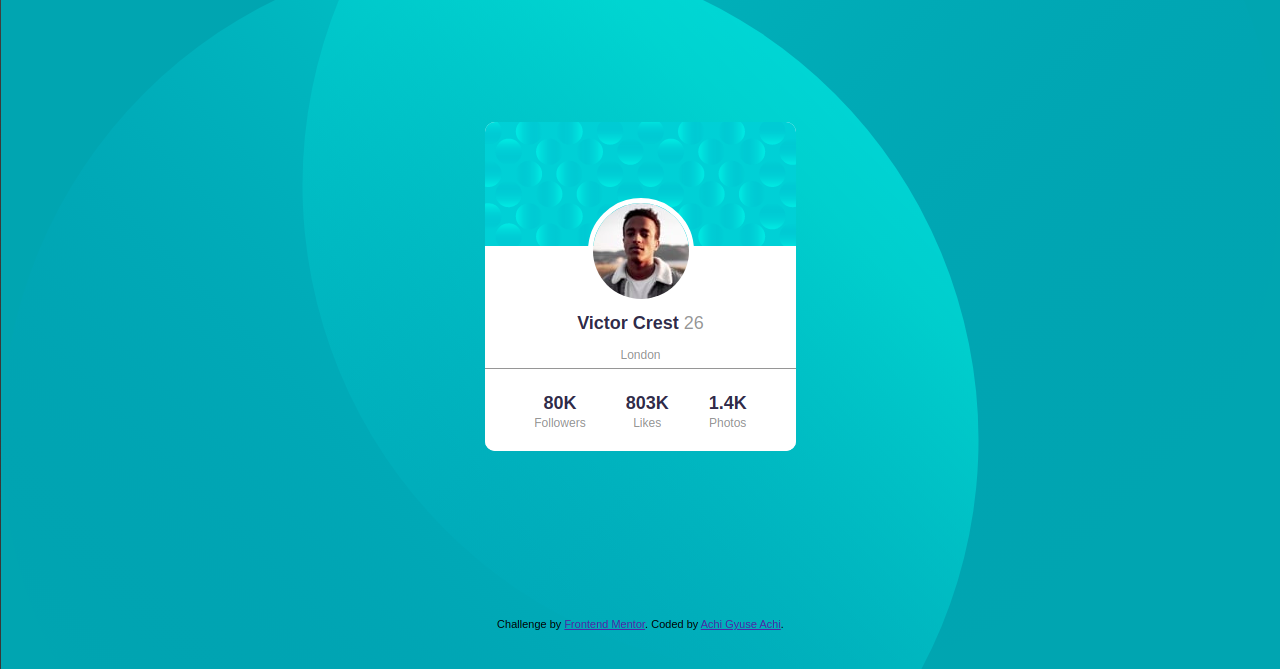 Victor Crest 26
London
80K 803K 1.4K
Followers Likes Photos
Challenge by Frontend Mentor. Coded by Achi Gyuse Achi.